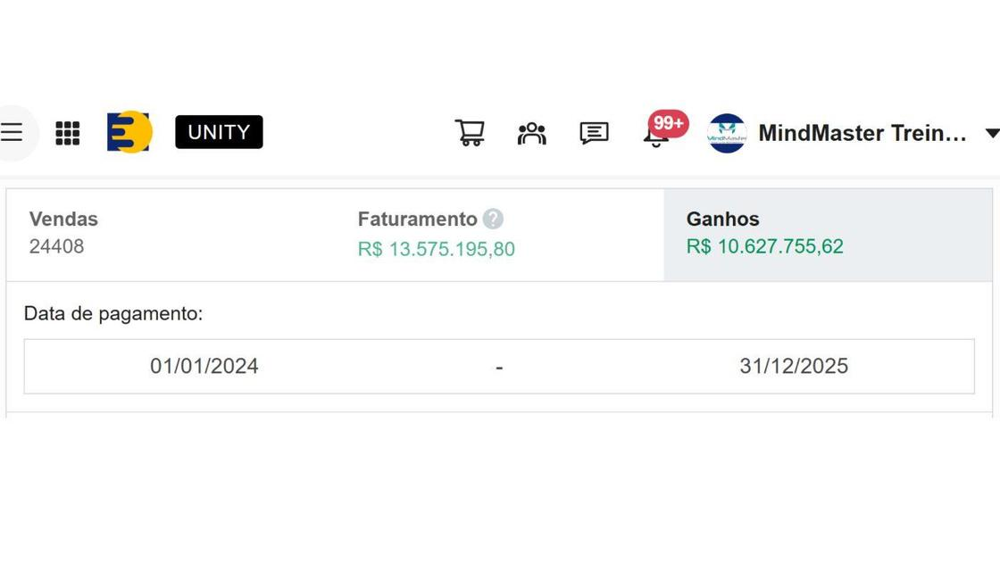 UNITY
99+
MindMaster
MindMaster Trein...
Vendas
24408
Faturamento ?
R$ 13.575.195,80
Ganhos
R$ 10.627.755,62
Data de pagamento:
01/01/2024 - 31/12/2025